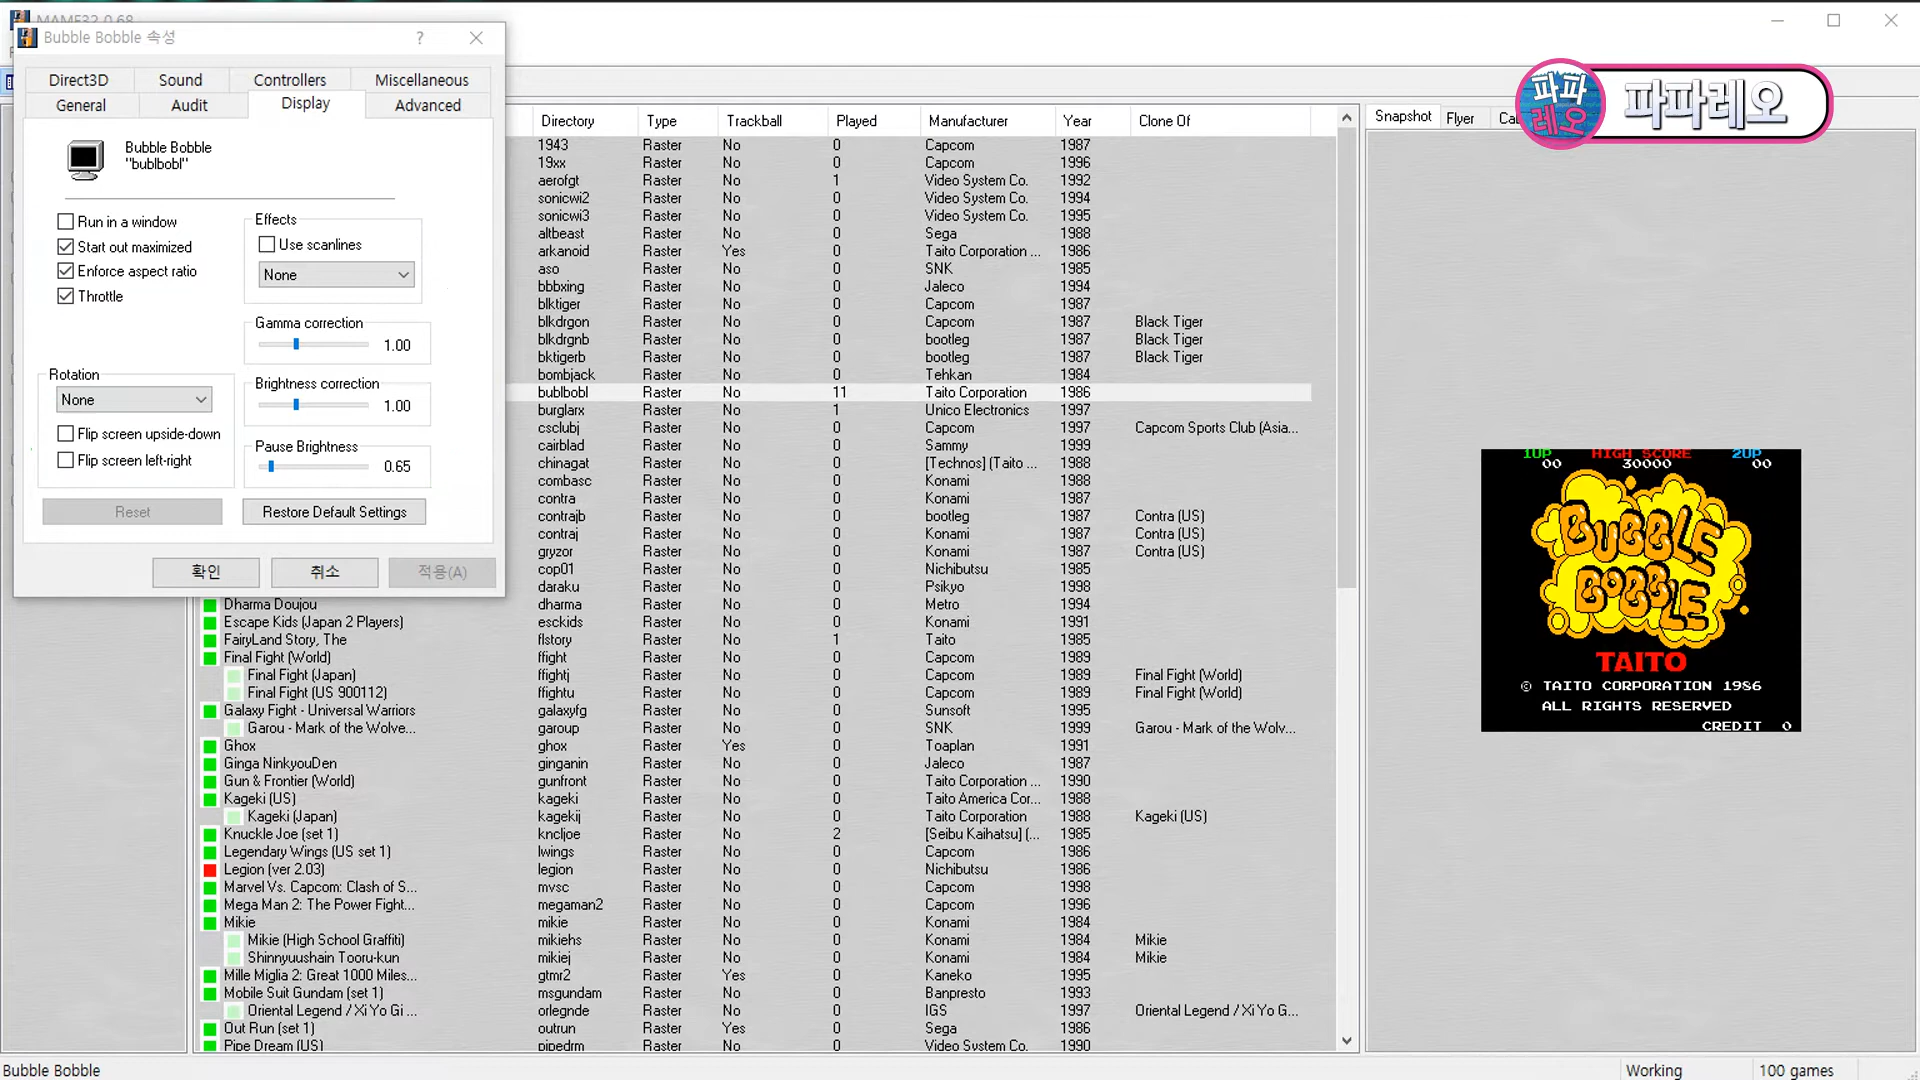 MAME32 0.68
Bubble Bobble 속성
Direct3D Sound Controllers Miscellaneous
General Audit Display Advanced
Bubble Bobble
"bublbobl"
Run in a window
Start out maximized
Enforce aspect ratio
Throttle
Effects
Use scanlines
None
Gamma correction
1.00
Brightness correction
1.00
Pause Brightness
0.65
Rotation
None
Flip screen upside-down
Flip screen left-right
Reset Restore Default Settings
확인 취소 적용(A)
Directory Type Trackball Played Manufacturer Year Clone Of
1943 Raster No 0 Capcom 1987
19xx Raster No 0 Capcom 1996
aerofgt Raster No 1 Video System Co. 1992
sonicwi2 Raster No 0 Video System Co. 1994
sonicwi3 Raster No 0 Video System Co. 1995
altbeast Raster No 0 Sega 1988
arkanoid Raster Yes 0 Taito Corporation ... 1986
aso Raster No 0 SNK 1985
bbbxing Raster No 0 Jaleco 1994
blktiger Raster No 0 Capcom 1987
blkdrgon Raster No 0 Capcom 1987 Black Tiger
blkdrgnb Raster No 0 bootleg 1987 Black Tiger
bktigerb Raster No 0 bootleg 1987 Black Tiger
bombjack Raster No 0 Tehkan 1984
bublbobl Raster No 11 Taito Corporation 1986
burglarx Raster No 1 Unico Electronics 1997
csclubj Raster No 0 Capcom 1997 Capcom Sports Club (Asia...
cairblad Raster No 0 Sammy 1999
chinagat Raster No 0 [Technos] (Taito ... 1988
combasc Raster No 0 Konami 1988
contra Raster No 0 Konami 1987
contrajb Raster No 0 bootleg 1987 Contra (US)
contraj Raster No 0 Konami 1987 Contra (US)
gryzor Raster No 0 Konami 1987 Contra (US)
cop01 Raster No 0 Nichibutsu 1985
daraku Raster No 0 Psikyo 1998
Dharma Doujou dharma Raster No 0 Metro 1994
Escape Kids (Japan 2 Players) esckids Raster No 0 Konami 1991
FairyLand Story, The flstory Raster No 1 Taito 1985
Final Fight (World) ffight Raster No 0 Capcom 1989
Final Fight (Japan) ffightj Raster No 0 Capcom 1989 Final Fight (World)
Final Fight (US 900112) ffightu Raster No 0 Capcom 1989 Final Fight (World)
Galaxy Fight - Universal Warriors galaxyfg Raster No 0 Sunsoft 1995
Garou - Mark of the Wolve... garoup Raster No 0 SNK 1999 Garou - Mark of the Wolv...
Ghox ghox Raster Yes 0 Toaplan 1991
Ginga NinkyouDen ginganin Raster No 0 Jaleco 1987
Gun & Frontier (World) gunfront Raster No 0 Taito Corporation ... 1990
Kageki (US) kageki Raster No 0 Taito America Cor... 1988
Kageki (Japan) kagekij Raster No 0 Taito Corporation 1988 Kageki (US)
Knuckle Joe (set 1) kncljoe Raster No 2 [Seibu Kaihatsu] (... 1985
Legendary Wings (US set 1) lwings Raster No 0 Capcom 1986
Legion (ver 2.03) legion Raster No 0 Nichibutsu 1986
Marvel Vs. Capcom: Clash of S... mvsc Raster No 0 Capcom 1998
Mega Man 2: The Power Fight... megaman2 Raster No 0 Capcom 1996
Mikie mikie Raster No 0 Konami 1984
Mikie (High School Graffiti) mikiehs Raster No 0 Konami 1984 Mikie
Shinnyuushain Tooru-kun mikiej Raster No 0 Konami 1984 Mikie
Mille Miglia 2: Great 1000 Miles... gtmr2 Raster Yes 0 Kaneko 1995
Mobile Suit Gundam (set 1) msgundam Raster No 0 Banpresto 1993
Oriental Legend / Xi Yo Gi ... orlegnde Raster No 0 IGS 1997 Oriental Legend / Xi Yo G...
Out Run (set 1) outrun Raster Yes 0 Sega 1986
Pipe Dream (US) pipedrm Raster No 0 Video System Co. 1990
Snapshot Flyer
파파레오 파파레오
1UP HIGH SCORE 2UP
00 30000 00
BUBBLE
BOBBLE
TAITO
© TAITO CORPORATION 1986
ALL RIGHTS RESERVED
CREDIT 0
Bubble Bobble Working 100 games